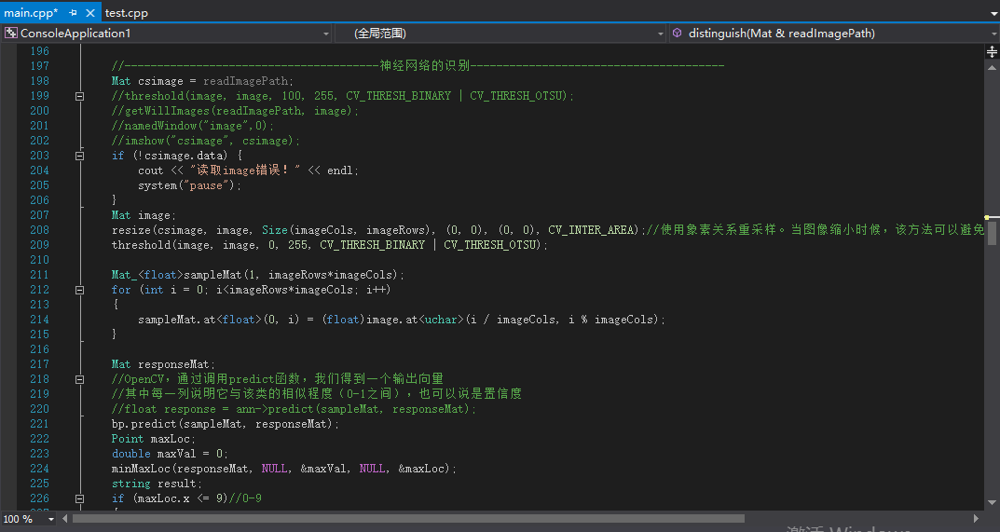 main.cpp* test.cpp
ConsoleApplication1 (全局范围) distinguish(Mat & readImagePath)
196
197 //---------------------------------------神经网络的识别---------------------------------------
198 Mat csimage = readImagePath;
199 //threshold(image, image, 100, 255, CV_THRESH_BINARY | CV_THRESH_OTSU);
200 //getWillImages(readImagePath, image);
201 //namedWindow("image",0);
202 //imshow("csimage", csimage);
203 if (!csimage.data) {
204 cout << "读取image错误！" << endl;
205 system("pause");
206 }
207 Mat image;
208 resize(csimage, image, Size(imageCols, imageRows), (0, 0), (0, 0), CV_INTER_AREA);//使用象素关系重采样。当图像缩小时候，该方法可以避免
209 threshold(image, image, 0, 255, CV_THRESH_BINARY | CV_THRESH_OTSU);
210
211 Mat_<float>sampleMat(1, imageRows*imageCols);
212 for (int i = 0; i<imageRows*imageCols; i++)
213 {
214 sampleMat.at<float>(0, i) = (float)image.at<uchar>(i / imageCols, i % imageCols);
215 }
216
217 Mat responseMat;
218 //OpenCV，通过调用predict函数，我们得到一个输出向量
219 //其中每一列说明它与该类的相似程度（0-1之间），也可以说是置信度
220 //float response = ann->predict(sampleMat, responseMat);
221 bp.predict(sampleMat, responseMat);
222 Point maxLoc;
223 double maxVal = 0;
224 minMaxLoc(responseMat, NULL, &maxVal, NULL, &maxLoc);
225 string result;
226 if (maxLoc.x <= 9)//0-9
100 %